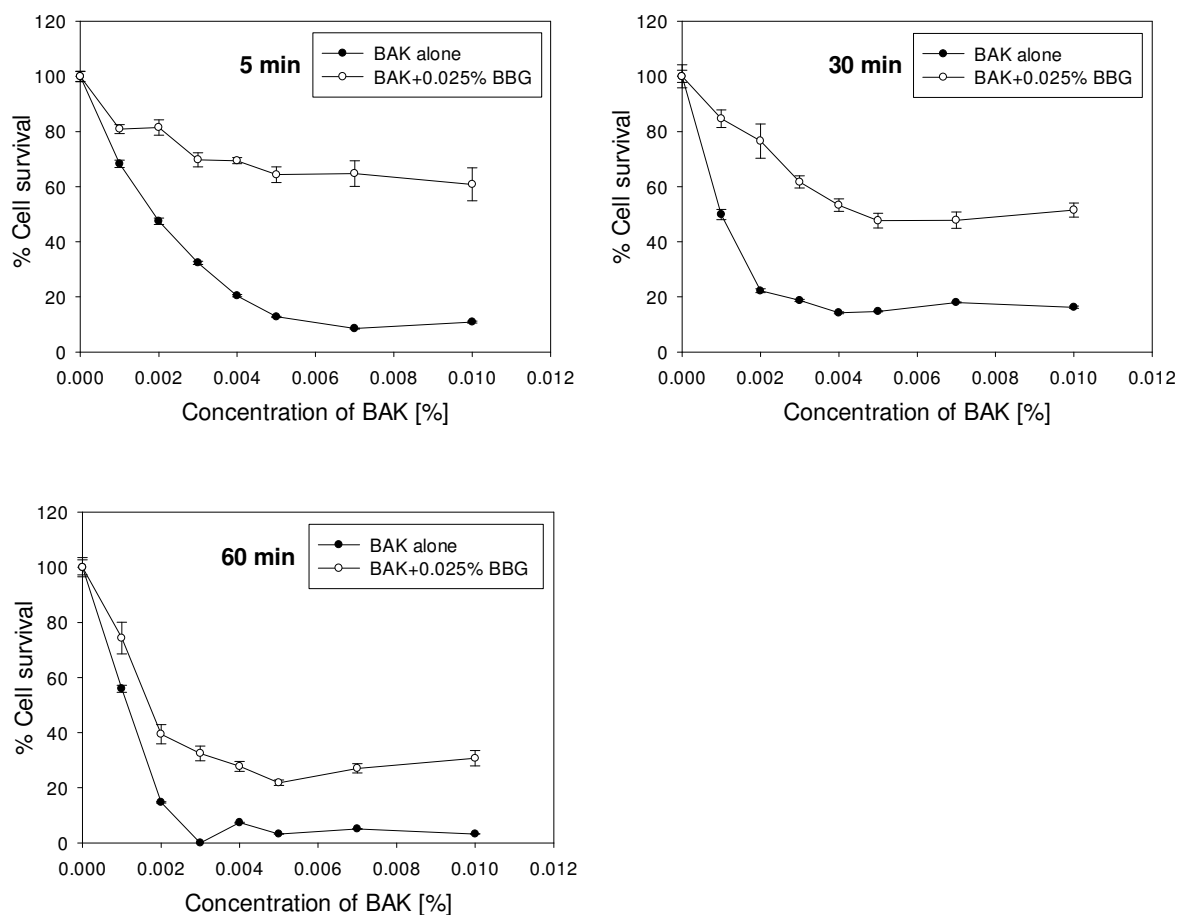 120
100
80
60
40
20
0
% Cell survival
5 min
BAK alone
BAK+0.025% BBG
0.000 0.002 0.004 0.006 0.008 0.010 0.012
Concentration of BAK [%]
120
100
80
60
40
20
0
% Cell survival
30 min
BAK alone
BAK+0.025% BBG
0.000 0.002 0.004 0.006 0.008 0.010 0.012
Concentration of BAK [%]
120
100
80
60
40
20
0
% Cell survival
60 min
BAK alone
BAK+0.025% BBG
0.000 0.002 0.004 0.006 0.008 0.010 0.012
Concentration of BAK [%]